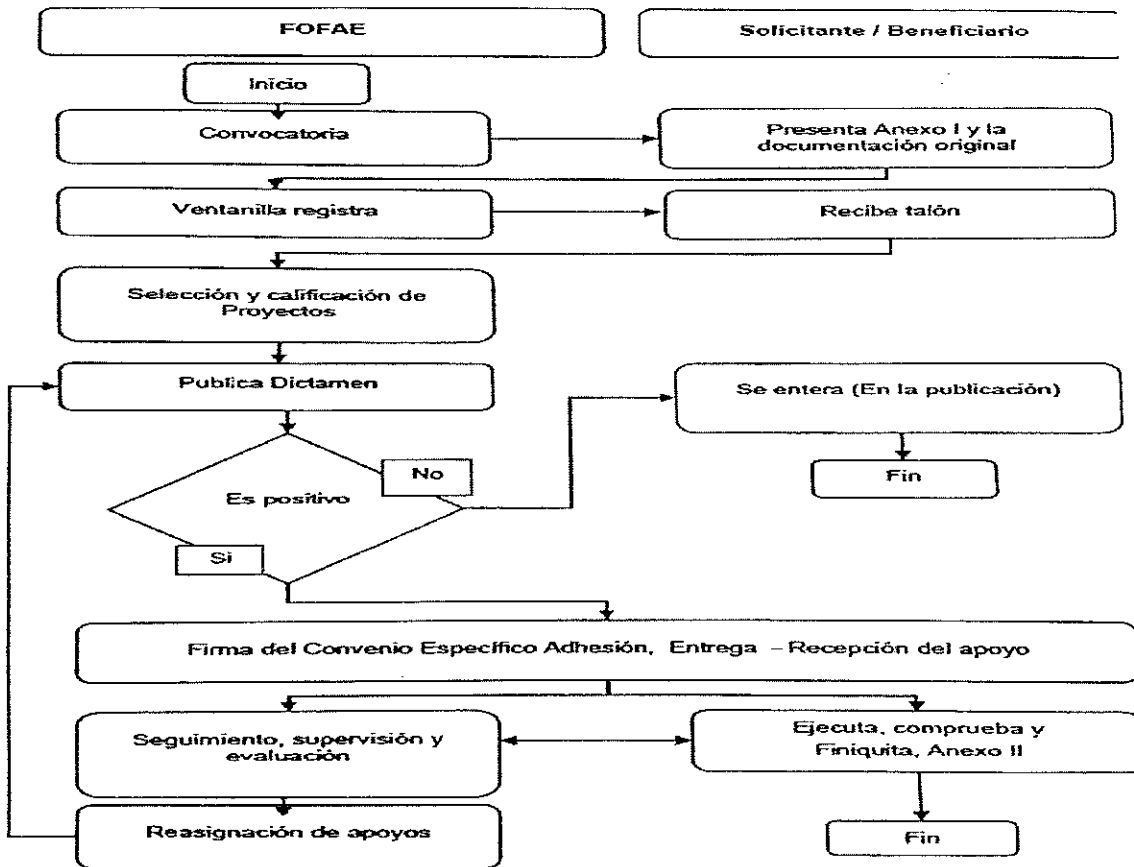 FOFAE
Solicitante / Beneficiario
Inicio
Convocatoria
Presenta Anexo I y la
documentación original
Ventanilla registra
Recibe talón
Selección y calificación de
Proyectos
Publica Dictamen
Se entera (En la publicación)
No
Fin
Es positivo
Si
Firma del Convenio Específico Adhesión, Entrega – Recepción del apoyo
Seguimiento, supervisión y
evaluación
Ejecuta, comprueba y
Finiquita, Anexo II
Reasignación de apoyos
Fin